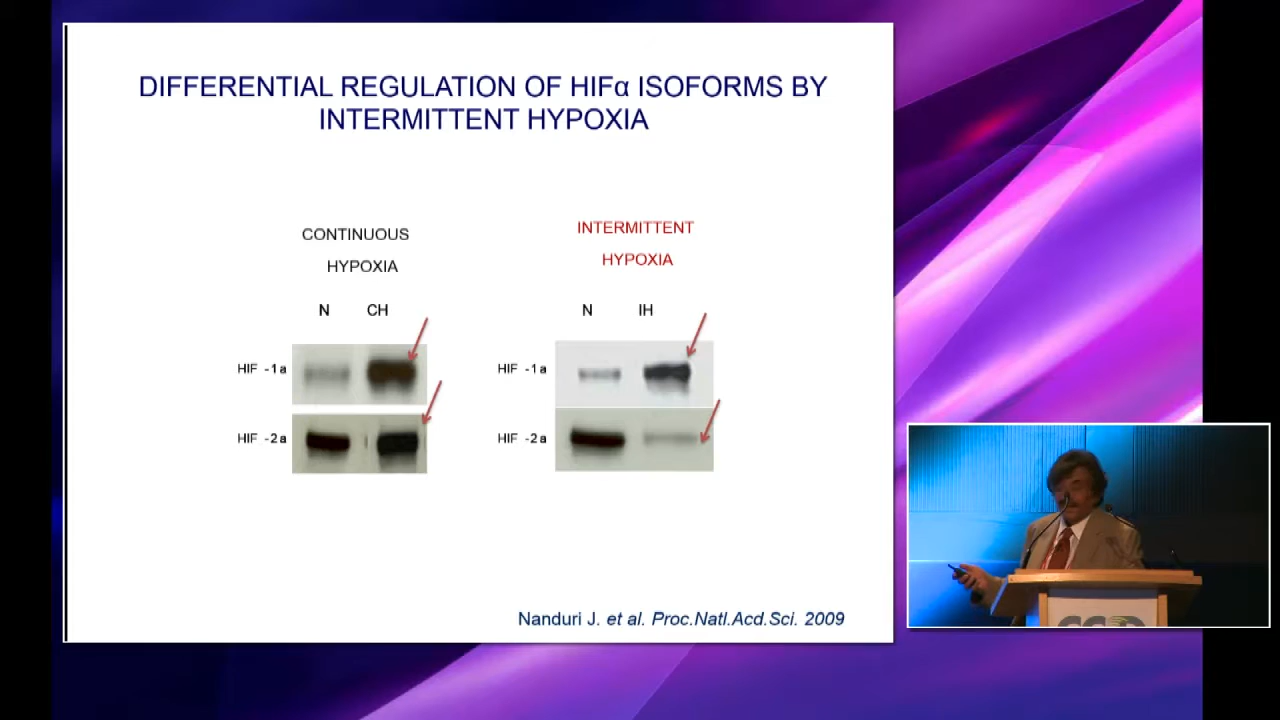 DIFFERENTIAL REGULATION OF HIFα ISOFORMS BY
INTERMITTENT HYPOXIA
CONTINUOUS
HYPOXIA
N CH
HIF -1a
HIF -2a
INTERMITTENT
HYPOXIA
N IH
HIF -1a
HIF -2a
Nanduri J. et al. Proc.Natl.Acd.Sci. 2009